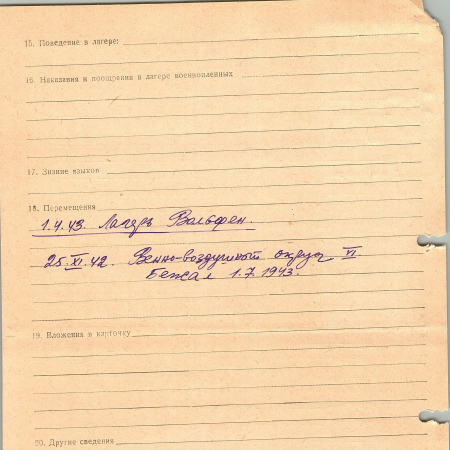 15. Поведение в лагере:
16. Наказания и поощрения в лагере военнопленных
17. Знание языков
18. Перемещения
1.4.43. Лагерь Вольфен.
25.XI.42. Венно-воздушный округ VI
Бежал 1.7.1943.
19. Вложения в карточку
20. Другие сведения